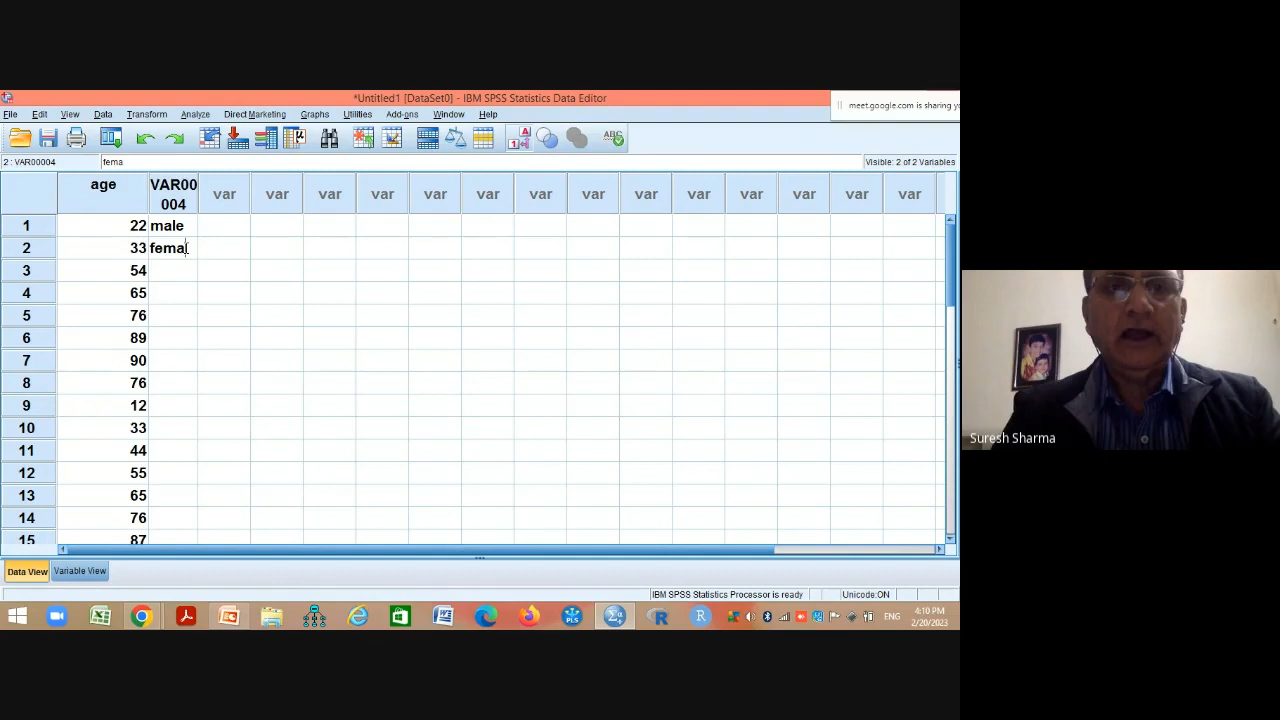 *Untitled1 [DataSet0] - IBM SPSS Statistics Data Editor
meet.google.com is sharing yo
File Edit View Data Transform Analyze Direct Marketing Graphs Utilities Add-ons Window Help
2 : VAR00004 fema Visible: 2 of 2 Variables
age VAR00004 var var var var var var var var var var var var var var
1 22 male
2 33 fema
3 54
4 65
5 76
6 89
7 90
8 76
9 12
10 33
11 44
12 55
13 65
14 76
15 87
Data View Variable View
IBM SPSS Statistics Processor is ready Unicode:ON
ENG 4:10 PM
2/20/2023
Suresh Sharma